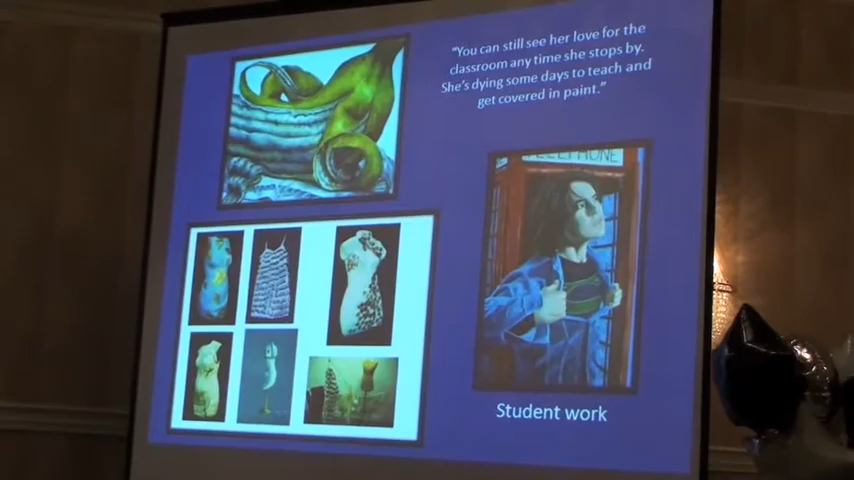 "You can still see her love for the
classroom any time she stops by.
She's dying some days to teach and
get covered in paint."
TELEPHONE
Student work